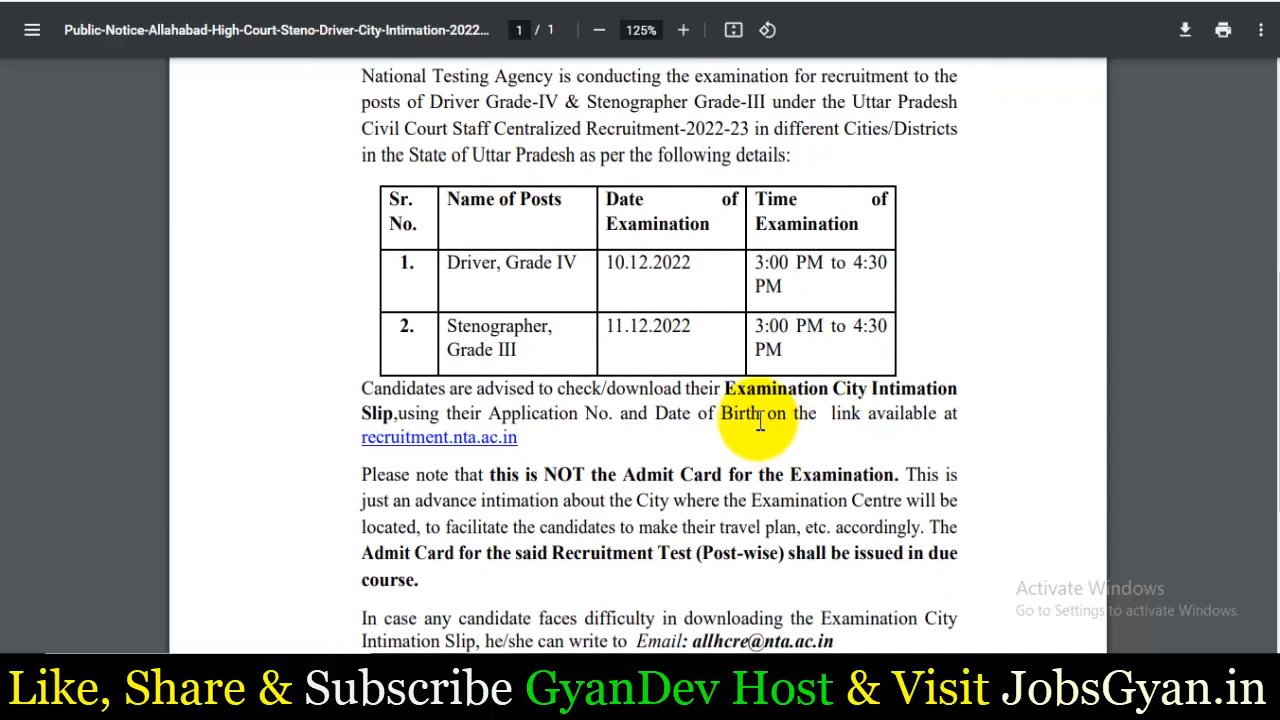 Public-Notice-Allahabad-High-Court-Steno-Driver-City-Intimation-2022...
1 / 1
125%
National Testing Agency is conducting the examination for recruitment to the
posts of Driver Grade-IV & Stenographer Grade-III under the Uttar Pradesh
Civil Court Staff Centralized Recruitment-2022-23 in different Cities/Districts
in the State of Uttar Pradesh as per the following details:
Sr. No.
Name of Posts
Date of Examination
Time of Examination
1.
Driver, Grade IV
10.12.2022
3:00 PM to 4:30 PM
2.
Stenographer, Grade III
11.12.2022
3:00 PM to 4:30 PM
Candidates are advised to check/download their Examination City Intimation
Slip,using their Application No. and Date of Birth on the link available at
recruitment.nta.ac.in
Please note that this is NOT the Admit Card for the Examination. This is
just an advance intimation about the City where the Examination Centre will be
located, to facilitate the candidates to make their travel plan, etc. accordingly. The
Admit Card for the said Recruitment Test (Post-wise) shall be issued in due
course.
In case any candidate faces difficulty in downloading the Examination City
Intimation Slip, he/she can write to Email: allhcre@nta.ac.in
Activate Windows
Go to Settings to activate Windows.
Like, Share & Subscribe GyanDev Host & Visit JobsGyan.in